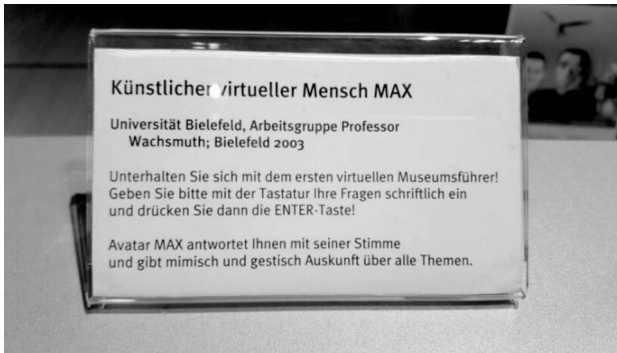 Künstlicher virtueller Mensch MAX
Universität Bielefeld, Arbeitsgruppe Professor
Wachsmuth; Bielefeld 2003
Unterhalten Sie sich mit dem ersten virtuellen Museumsführer!
Geben Sie bitte mit der Tastatur Ihre Fragen schriftlich ein
und drücken Sie dann die ENTER-Taste!
Avatar MAX antwortet Ihnen mit seiner Stimme
und gibt mimisch und gestisch Auskunft über alle Themen.